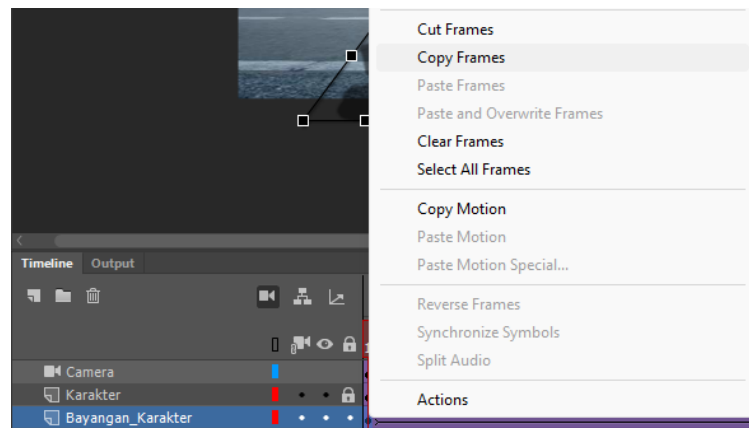 Cut Frames
Copy Frames
Paste Frames
Paste and Overwrite Frames
Clear Frames
Select All Frames
Copy Motion
Paste Motion
Paste Motion Special...
Reverse Frames
Synchronize Symbols
Split Audio
Actions
Timeline Output
Camera
Karakter
Bayangan_Karakter